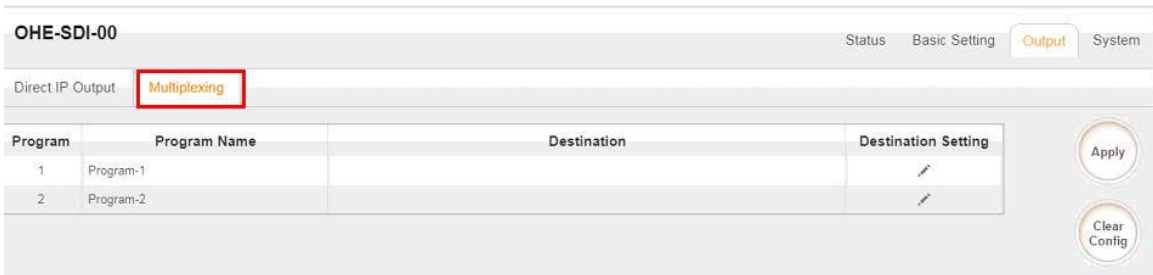 OHE-SDI-00
Status Basic Setting Output System
Direct IP Output Multiplexing
Program Program Name Destination Destination Setting
1 Program-1
2 Program-2
Apply
Clear
Config